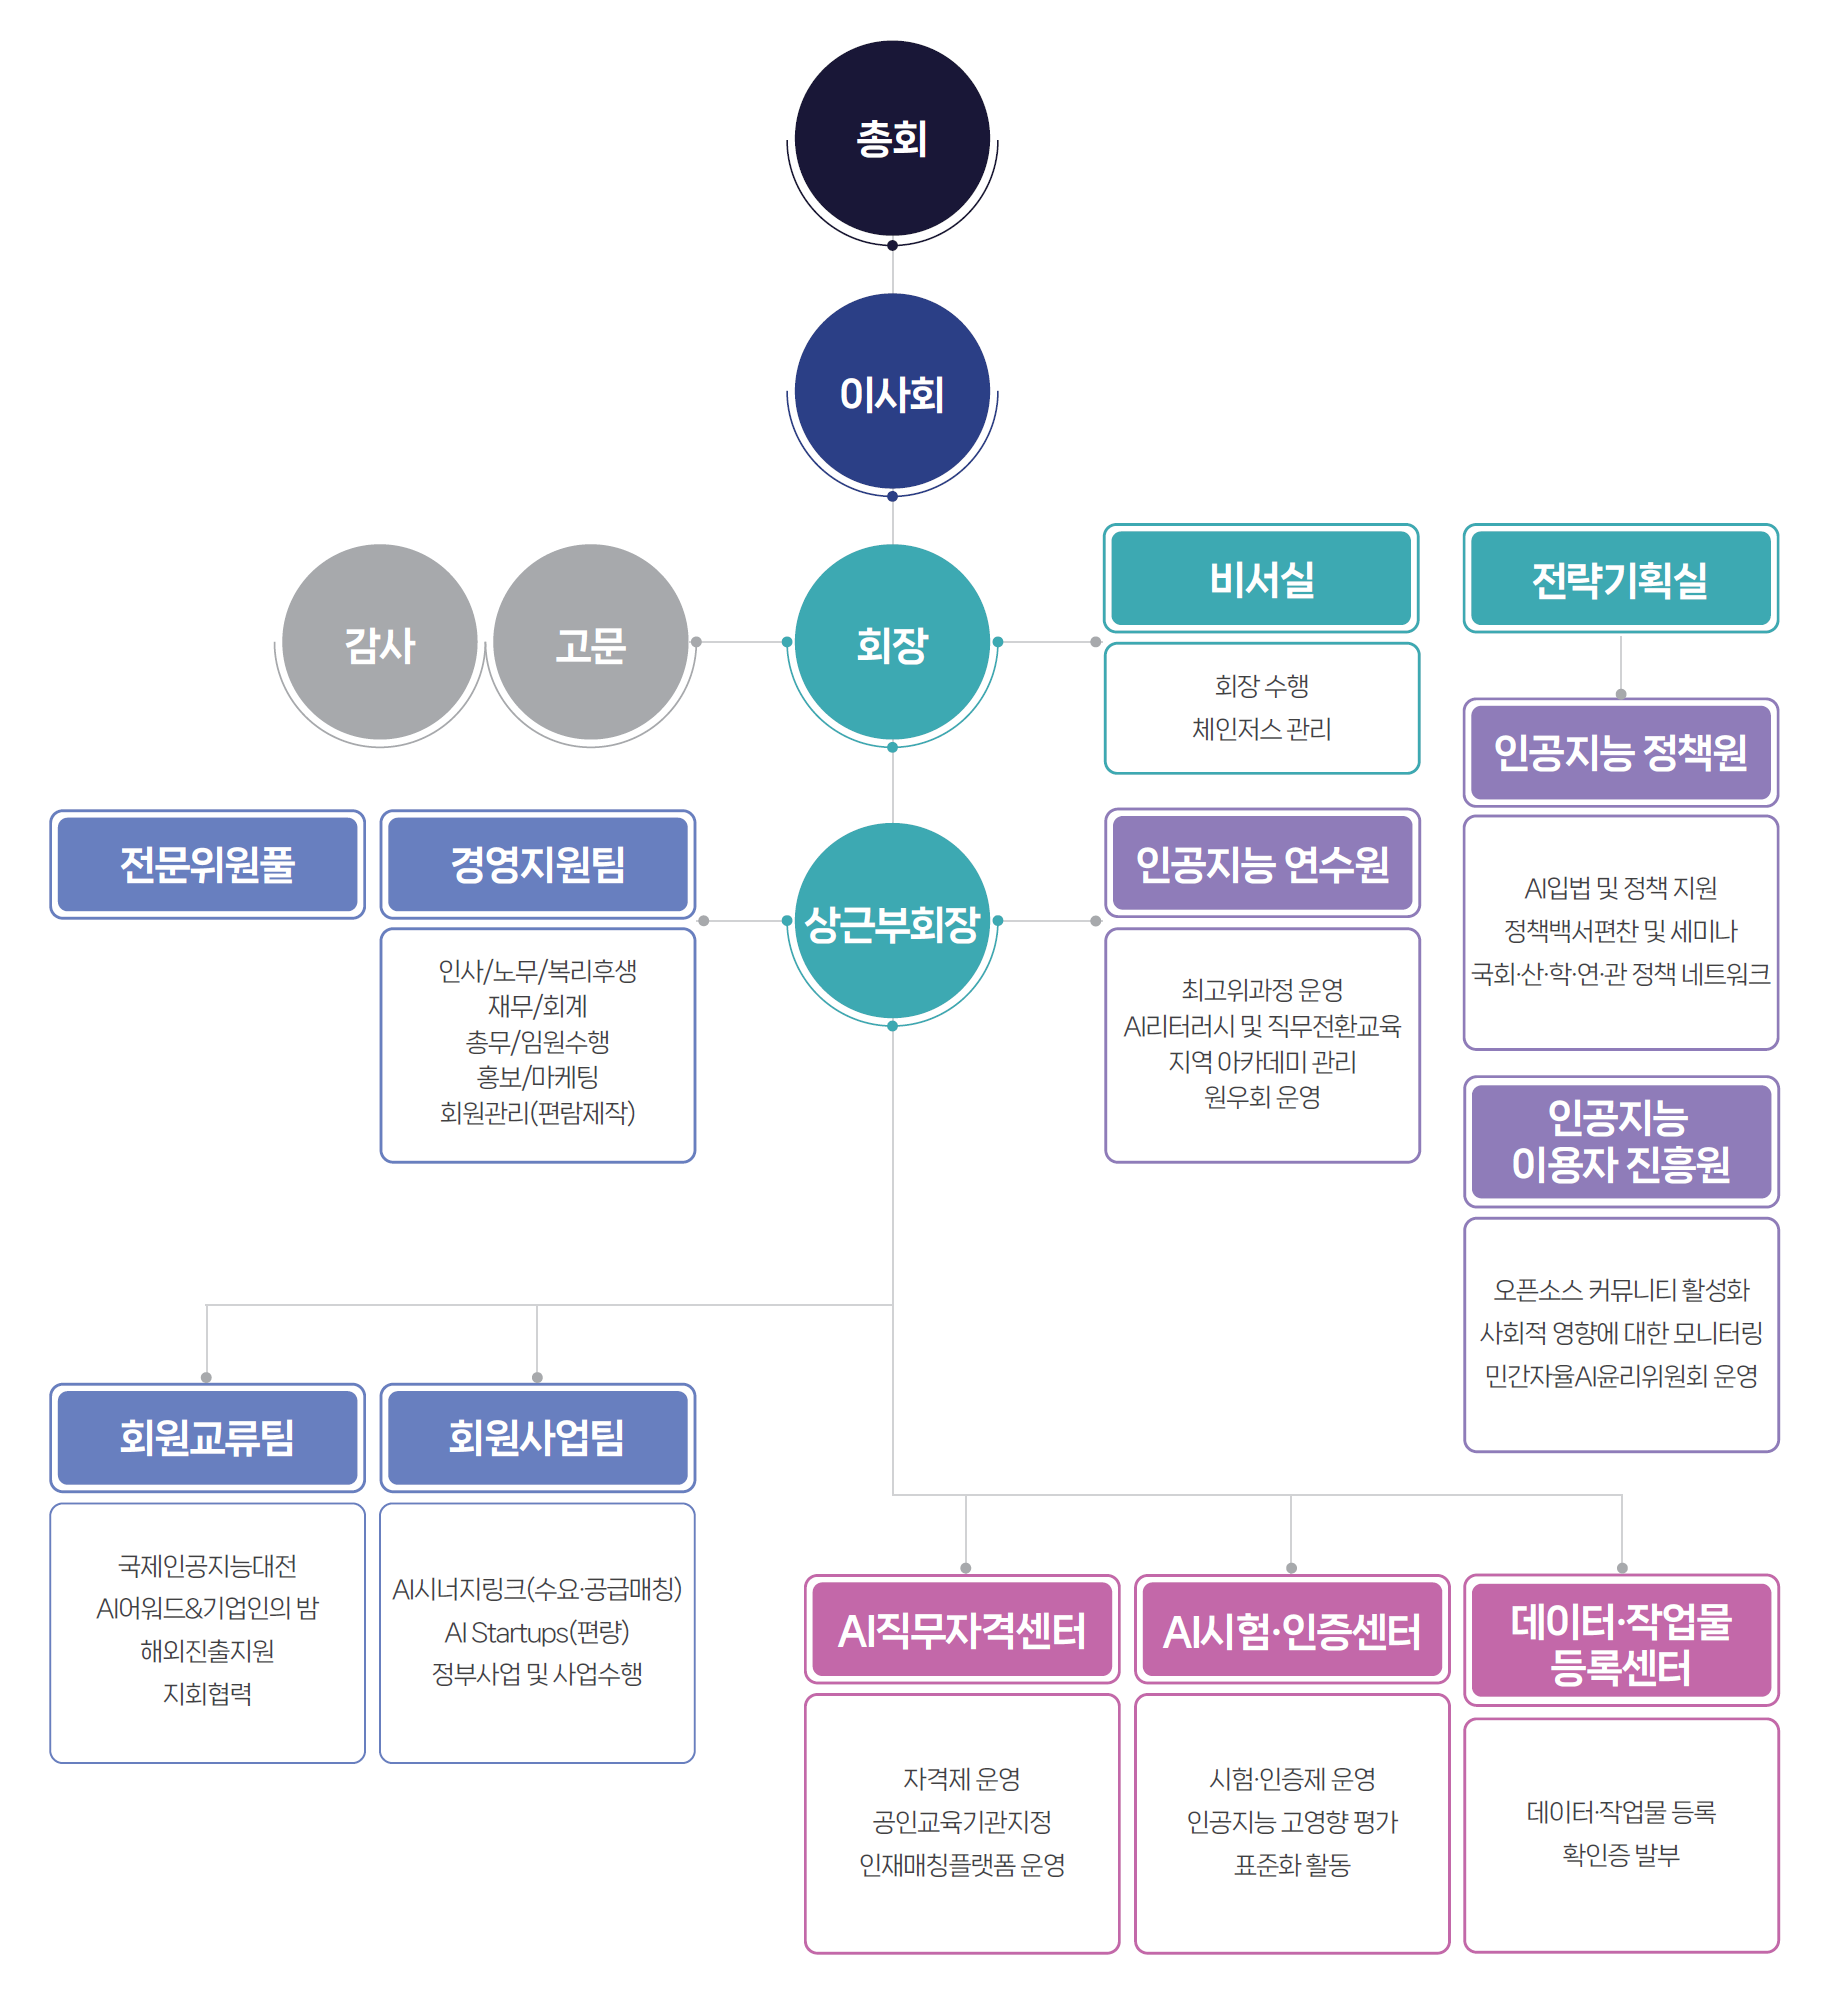 총회
이사회
감사
고문
회장
비서실
회장 수행
체인저스 관리
전략기획실
인공지능 정책원
AI입법 및 정책 지원
정책백서편찬 및 세미나
국회·산·학·연·관 정책 네트워크
전문위원풀
경영지원팀
인사/노무/복리후생
재무/회계
총무/임원수행
홍보/마케팅
회원관리(편람제작)
상근부회장
인공지능 연수원
최고위과정 운영
AI리터러시 및 직무전환교육
지역 아카데미 관리
원우회 운영
인공지능
이용자 진흥원
오픈소스 커뮤니티 활성화
사회적 영향에 대한 모니터링
민간자율AI윤리위원회 운영
회원교류팀
국제인공지능대전
AI어워드&기업인의 밤
해외진출지원
지회협력
회원사업팀
AI시너지링크(수요·공급매칭)
AI Startups(편량)
정부사업 및 사업수행
AI직무자격센터
자격제 운영
공인교육기관지정
인재매칭플랫폼 운영
AI시험·인증센터
시험·인증제 운영
인공지능 고영향 평가
표준화 활동
데이터·작업물
등록센터
데이터·작업물 등록
확인증 발부